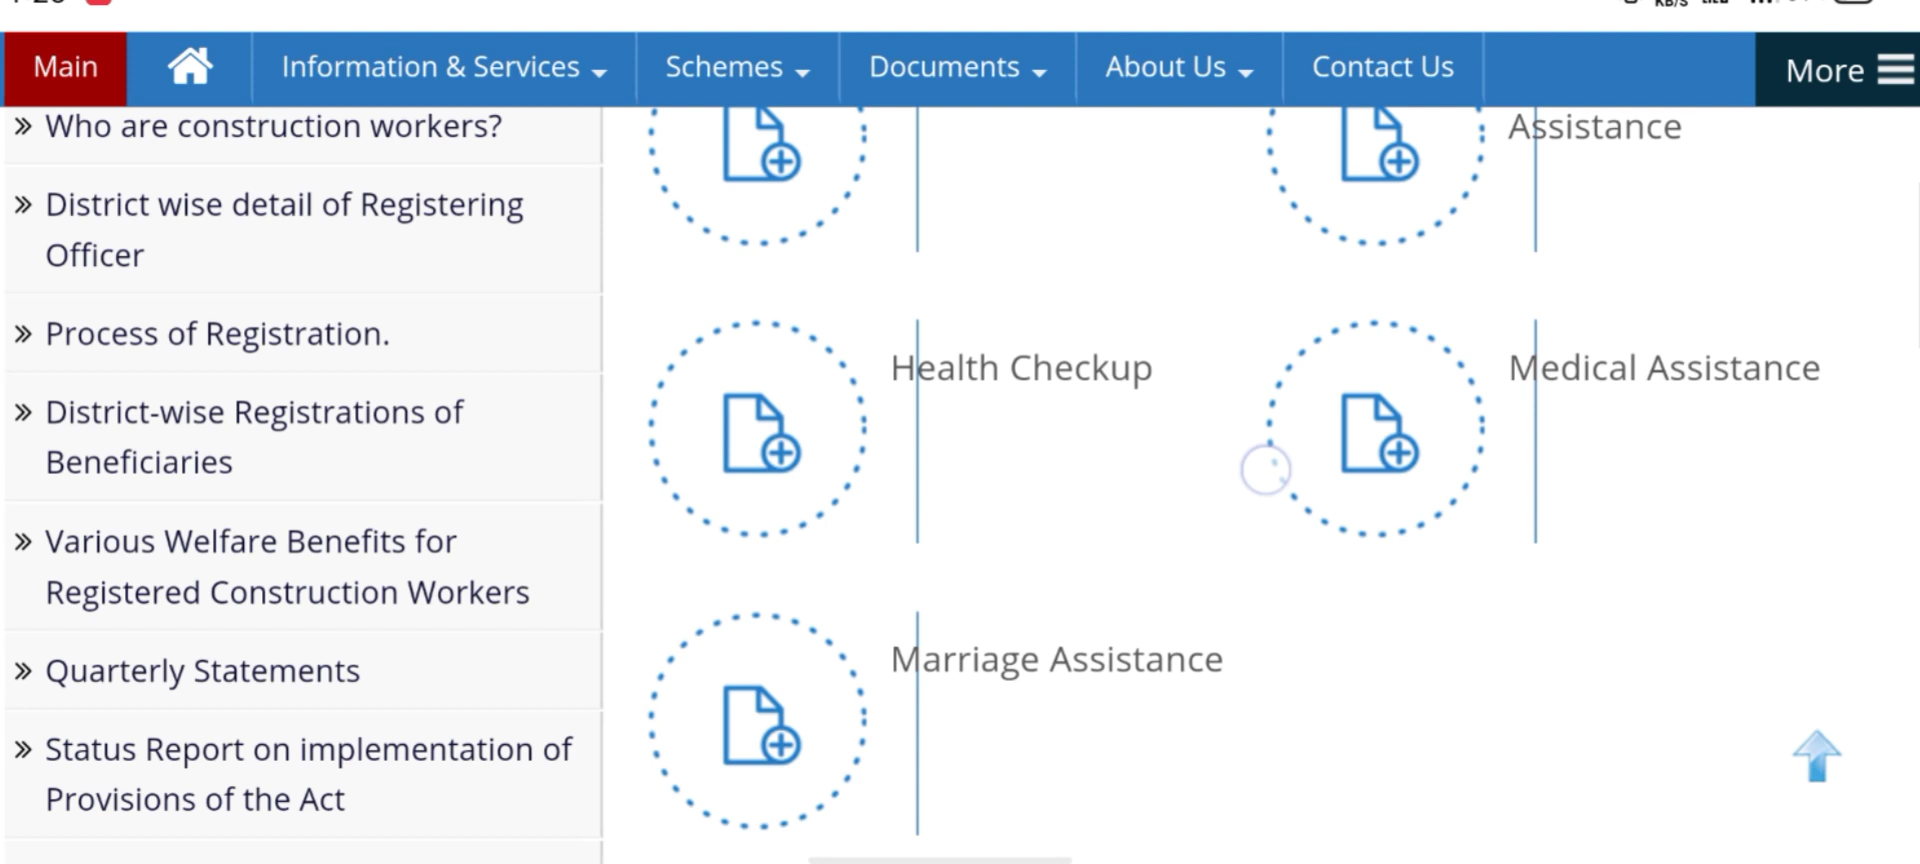 Main
Information & Services
Schemes
Documents
About Us
Contact Us
More
Who are construction workers?
District wise detail of Registering
Officer
Process of Registration.
District-wise Registrations of
Beneficiaries
Various Welfare Benefits for
Registered Construction Workers
Quarterly Statements
Status Report on implementation of
Provisions of the Act
Assistance
Health Checkup
Medical Assistance
Marriage Assistance